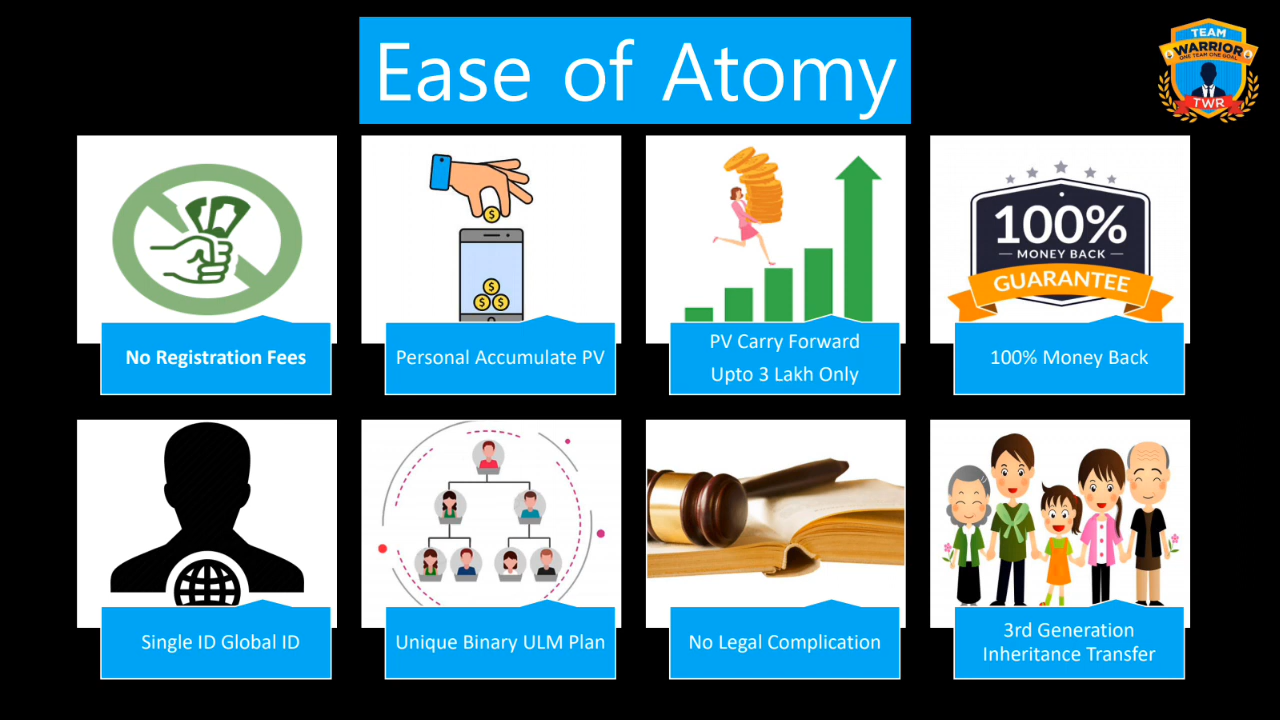 Ease of Atomy
TEAM
WARRIOR
ONE TEAM ONE GOAL
TWR
100%
MONEY BACK
GUARANTEE
No Registration Fees
Personal Accumulate PV
PV Carry Forward
Upto 3 Lakh Only
100% Money Back
Single ID Global ID
Unique Binary ULM Plan
No Legal Complication
3rd Generation
Inheritance Transfer